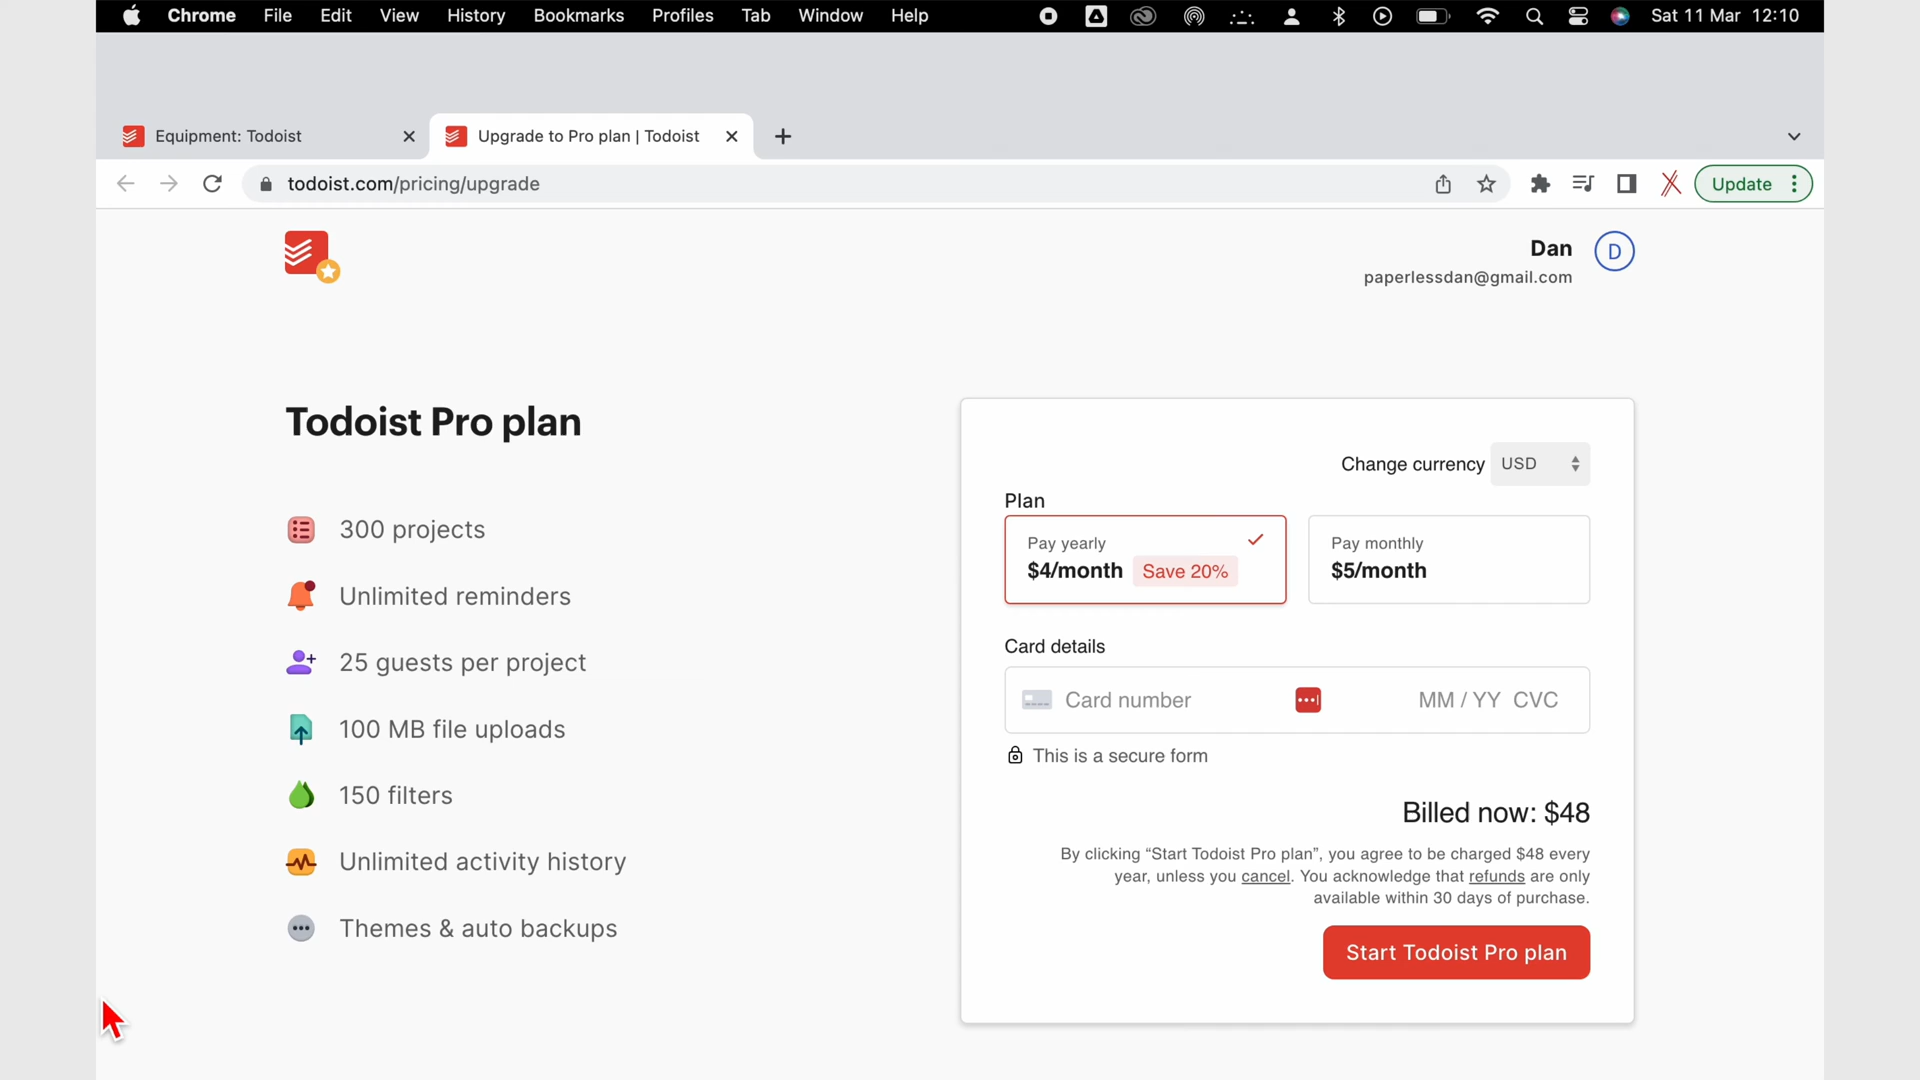 Chrome File Edit View History Bookmarks Profiles Tab Window Help Sat 11 Mar 12:10
Equipment: Todoist Upgrade to Pro plan | Todoist
todoist.com/pricing/upgrade Update
Dan D
paperlessdan@gmail.com
Todoist Pro plan
300 projects
Unlimited reminders
25 guests per project
100 MB file uploads
150 filters
Unlimited activity history
Themes & auto backups
Change currency USD
Plan
Pay yearly
$4/month Save 20%
Pay monthly
$5/month
Card details
Card number MM / YY CVC
This is a secure form
Billed now: $48
By clicking “Start Todoist Pro plan”, you agree to be charged $48 every
year, unless you cancel. You acknowledge that refunds are only
available within 30 days of purchase.
Start Todoist Pro plan